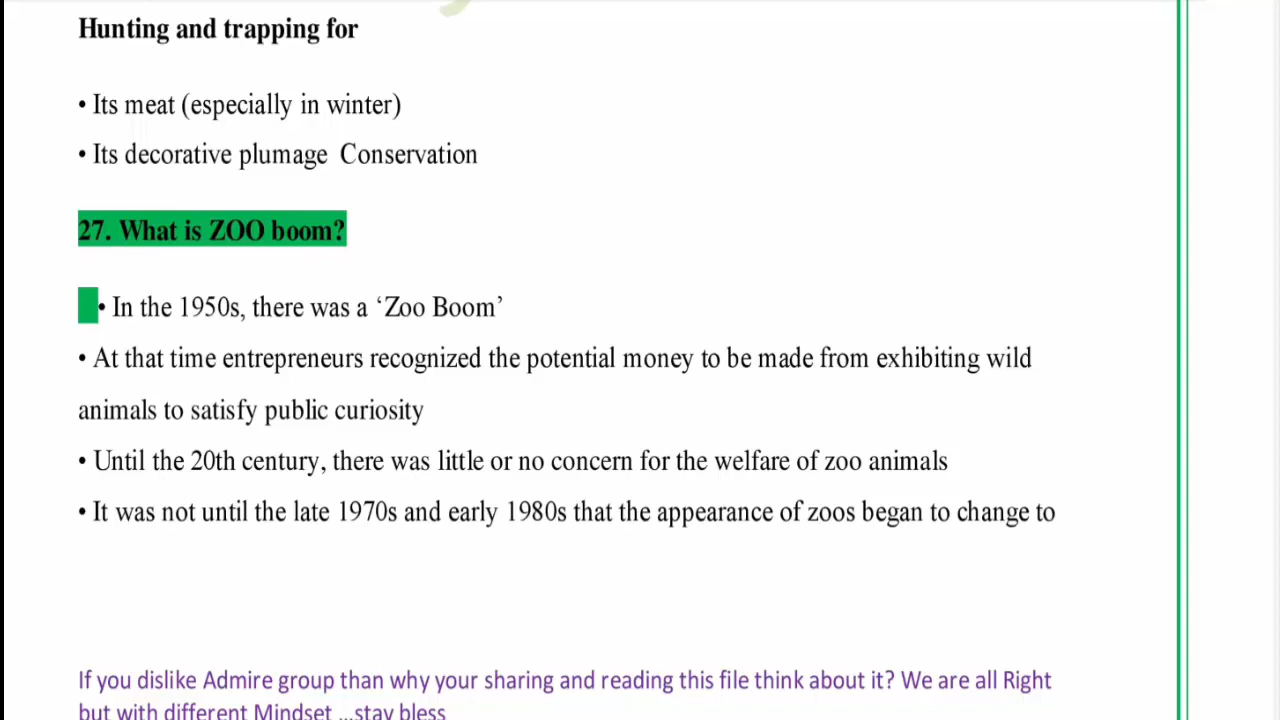 Hunting and trapping for
• Its meat (especially in winter)
• Its decorative plumage  Conservation
27. What is ZOO boom?
• In the 1950s, there was a ‘Zoo Boom’
• At that time entrepreneurs recognized the potential money to be made from exhibiting wild
animals to satisfy public curiosity
• Until the 20th century, there was little or no concern for the welfare of zoo animals
• It was not until the late 1970s and early 1980s that the appearance of zoos began to change to
If you dislike Admire group than why your sharing and reading this file think about it? We are all Right
but with different Mindset ...stay bless